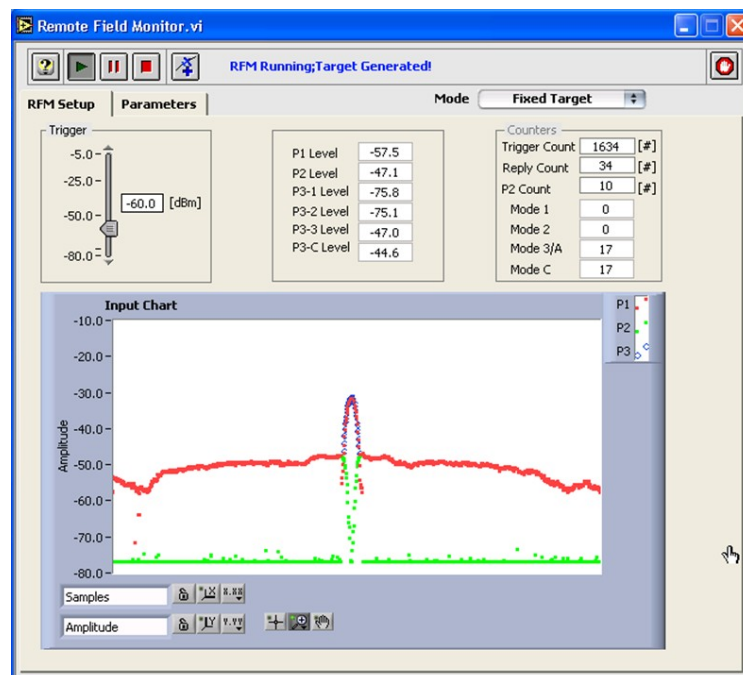 Remote Field Monitor.vi
RFM Running;Target Generated!
RFM Setup Parameters
Mode Fixed Target
Trigger
-5.0
-25.0
-50.0
-80.0
-60.0 [dBm]
P1 Level -57.5
P2 Level -47.1
P3-1 Level -75.8
P3-2 Level -75.1
P3-3 Level -47.0
P3-C Level -44.6
Counters
Trigger Count 1634 [#]
Reply Count 34 [#]
P2 Count 10 [#]
Mode 1 0
Mode 2 0
Mode 3/A 17
Mode C 17
Input Chart
P1
P2
P3
-10.0
-20.0
-30.0
-40.0
-50.0
-60.0
-70.0
-80.0
Amplitude
Samples
X X.XX
Amplitude
Y Y.YY